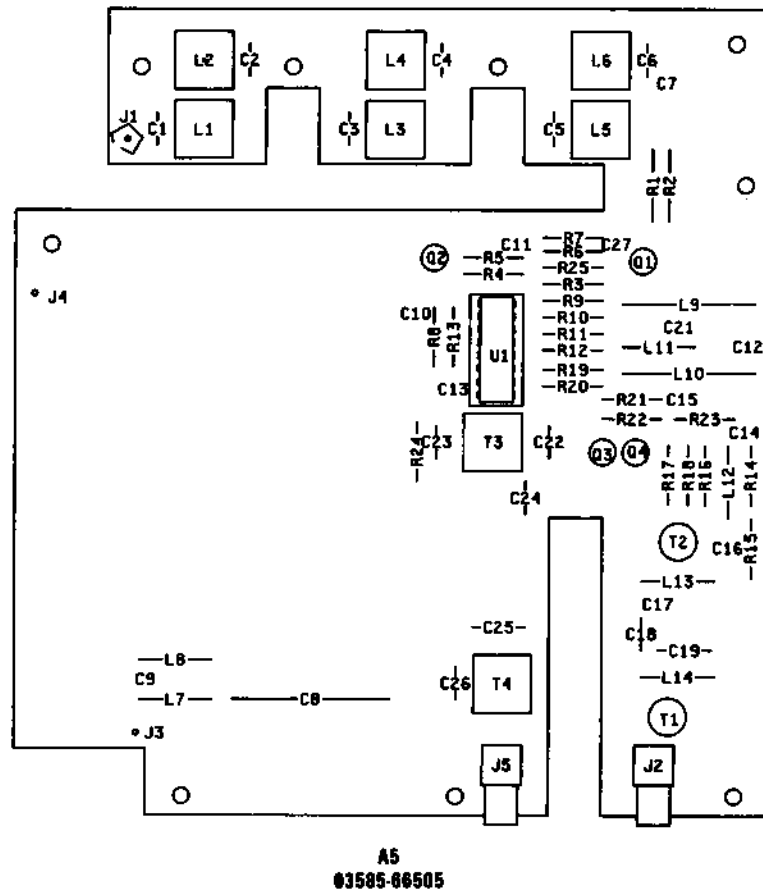 L2 C2 L4 C4 L6 C6
C7
J1 C1 L1 C3 L3 C5 L5
R1 R2
C11 R7 C27
R6
Q2 R5 R25 Q1
R4 R3
J4 R9 L9
C10 R8 R13 R10 C21
U1 R11
R12 L11 C12
R19 L10
C13 R20
R21 C15
R22 R23
R24 C23 T3 C22 C14
Q3 Q4
R17 R18 R16 L12 R14
C24
T2 C16 R15
L13
C17
C25 C18
L8 C19
C9 C26 T4 L14
L7 C8
J3 T1
J5 J2
A5
03585-66505